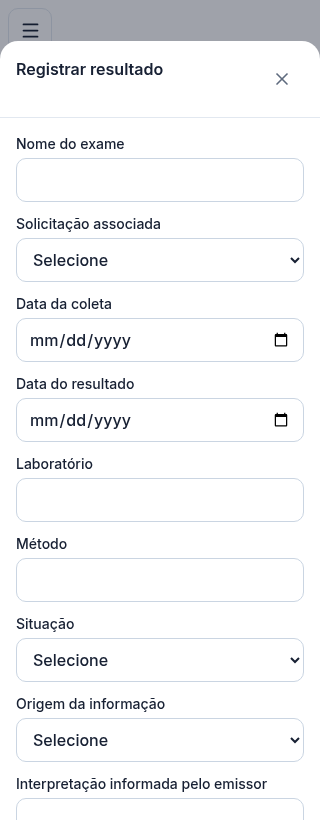 Registrar resultado
Nome do exame
Solicitação associada
Selecione
Data da coleta
mm/dd/yyyy
Data do resultado
mm/dd/yyyy
Laboratório
Método
Situação
Selecione
Origem da informação
Selecione
Interpretação informada pelo emissor